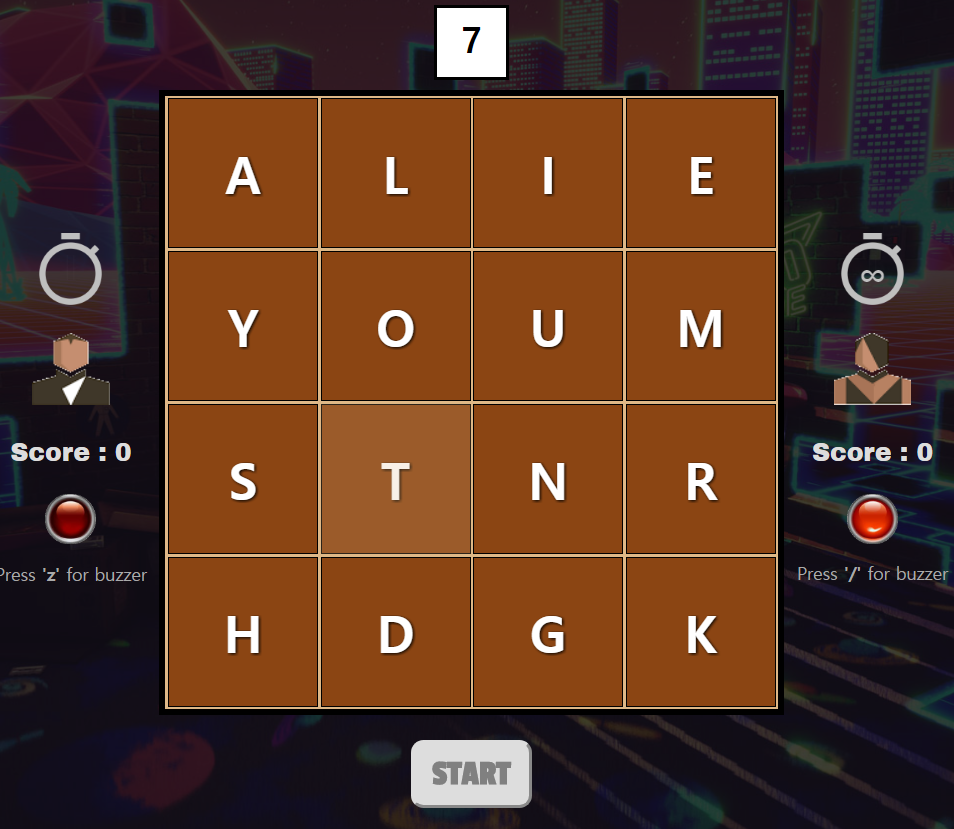 7
A L I E
Y O U M
∞
S T N R
Score : 0
Score : 0
Press 'z' for buzzer
Press '/' for buzzer
H D G K
START